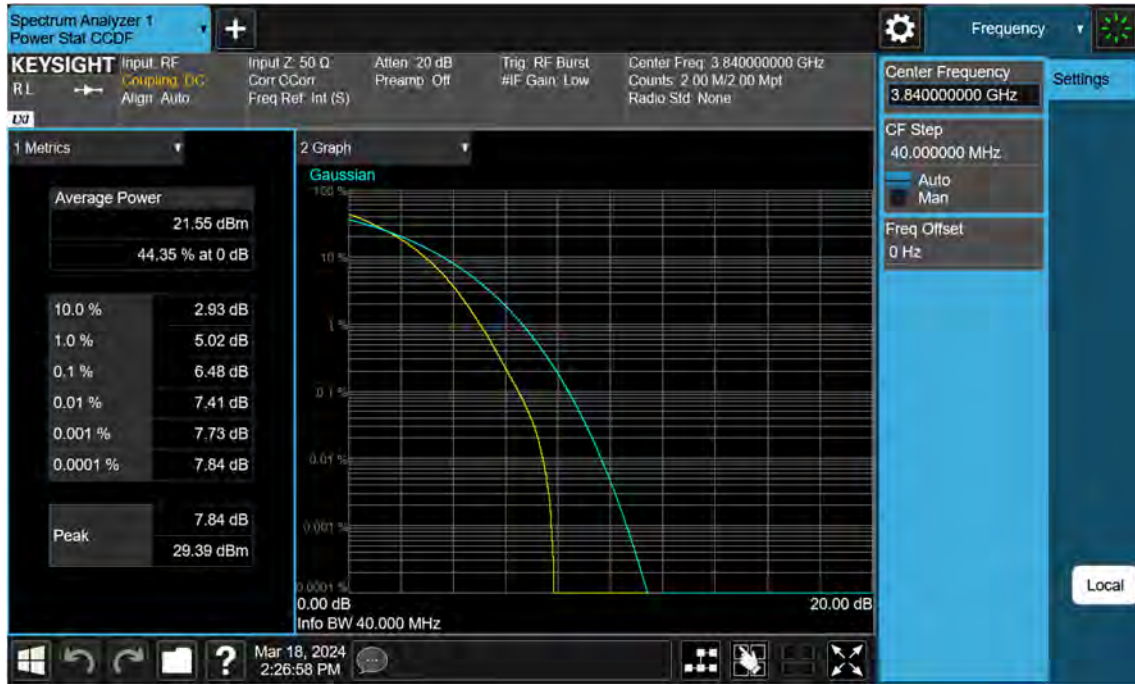 Spectrum Analyzer 1
Power Stat CCDF
Frequency
KEYSIGHT
R L
LXI
Input: RF
Coupling: DC
Align: Auto
Input Z: 50 Ω
Corr CCorr
Freq Ref: Int (S)
Atten: 20 dB
Preamp: Off
Trig: RF Burst
#IF Gain: Low
Center Freq: 3.840000000 GHz
Counts: 2.00 M/2.00 Mpt
Radio Std: None
Center Frequency
3.840000000 GHz
Settings
CF Step
40.000000 MHz
Auto
Man
Freq Offset
0 Hz
1 Metrics
Average Power
21.55 dBm
44.35 % at 0 dB
10.0 % 2.93 dB
1.0 % 5.02 dB
0.1 % 6.48 dB
0.01 % 7.41 dB
0.001 % 7.73 dB
0.0001 % 7.84 dB
Peak
7.84 dB
29.39 dBm
2 Graph
Gaussian
100 %
10 %
1 %
0.1 %
0.01 %
0.001 %
0.0001 %
0.00 dB 20.00 dB
Info BW 40.000 MHz
Local
?
Mar 18, 2024
2:26:58 PM